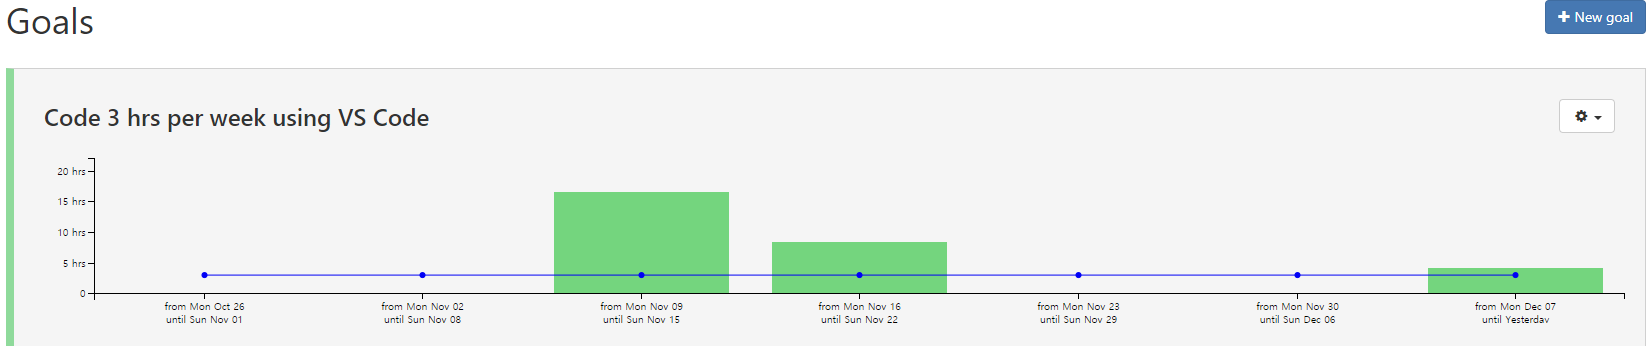 Goals
New goal
Code 3 hrs per week using VS Code
20 hrs
15 hrs
10 hrs
5 hrs
0
from Mon Oct 26
until Sun Nov 01
from Mon Nov 02
until Sun Nov 08
from Mon Nov 09
until Sun Nov 15
from Mon Nov 16
until Sun Nov 22
from Mon Nov 23
until Sun Nov 29
from Mon Nov 30
until Sun Dec 06
from Mon Dec 07
until Yesterday